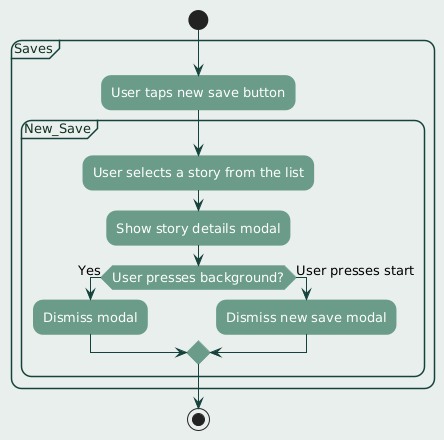 Saves
User taps new save button
New_Save
User selects a story from the list
Show story details modal
Yes
User presses background?
User presses start
Dismiss modal
Dismiss new save modal